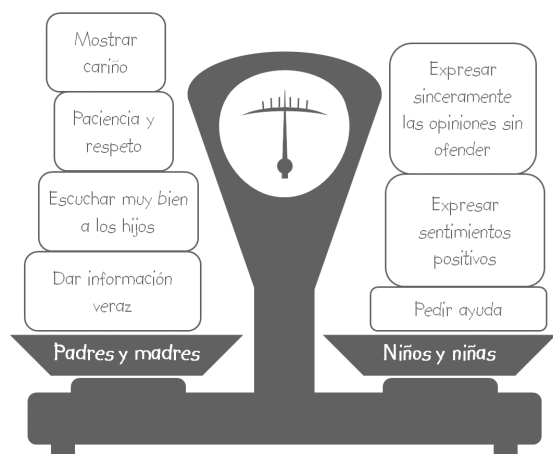 Mostrar
cariño
Paciencia y
respeto
Escuchar muy bien
a los hijos
Dar información
veraz
Padres y madres
Expresar
sinceramente
las opiniones sin
ofender
Expresar
sentimientos
positivos
Pedir ayuda
Niños y niñas